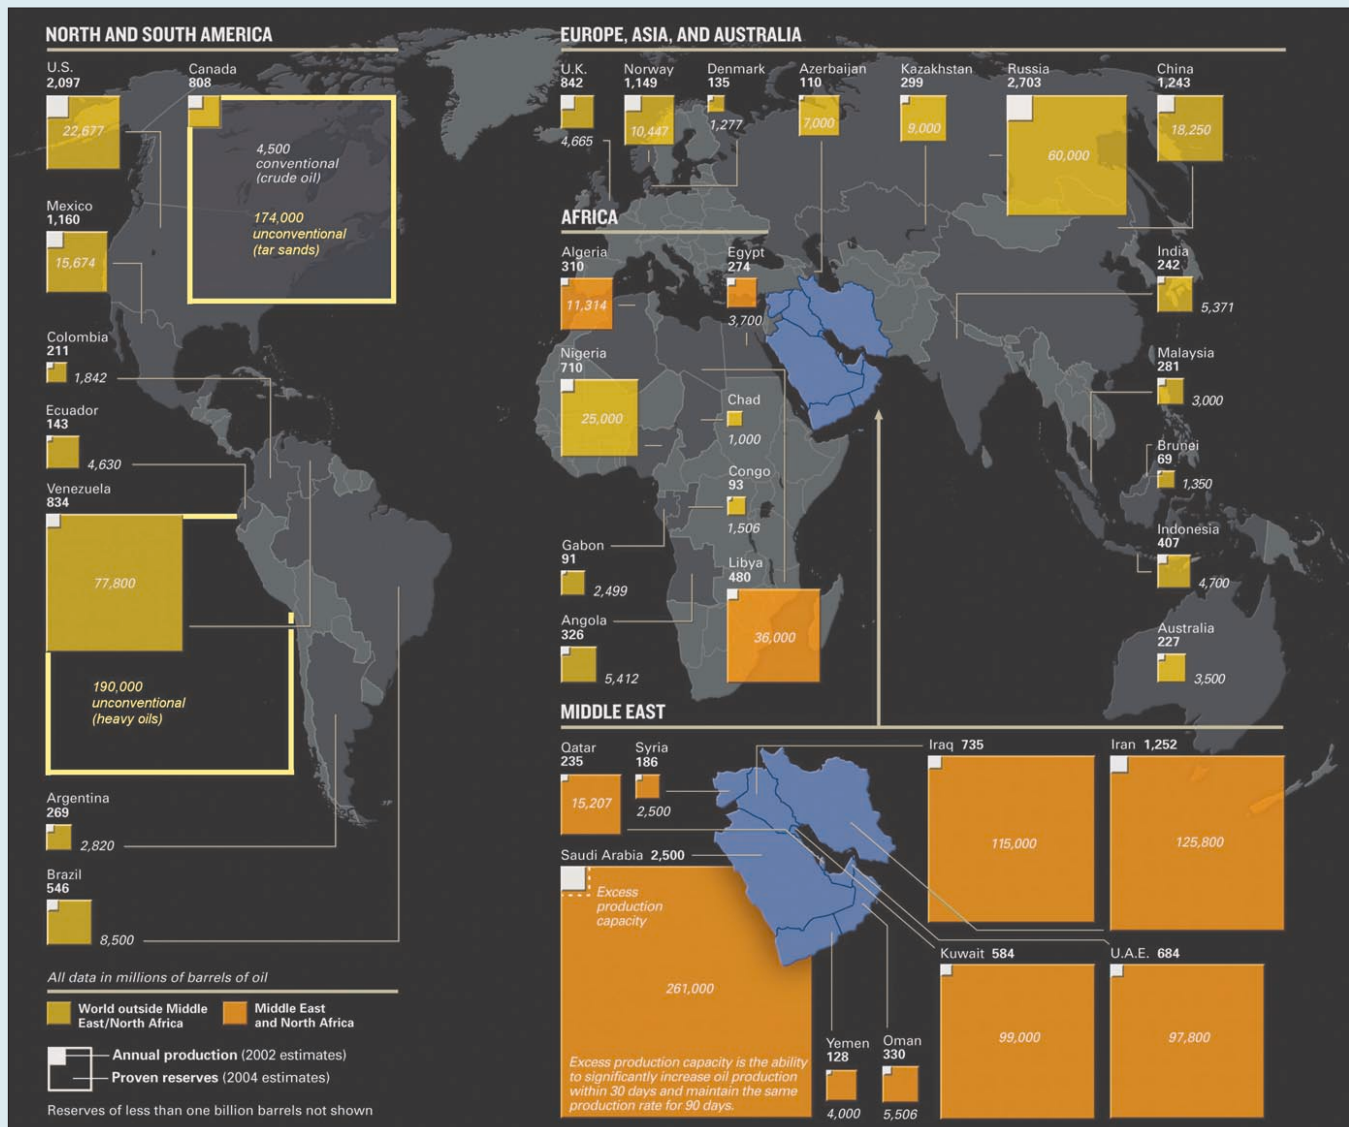 NORTH AND SOUTH AMERICA
U.S.
2,097
22,677
Canada
808
4,500
conventional
(crude oil)
174,000
unconventional
(tar sands)
Mexico
1,160
15,674
Colombia
211
1,842
Ecuador
143
4,630
Venezuela
834
77,800
190,000
unconventional
(heavy oils)
Argentina
269
2,820
Brazil
546
8,500
All data in millions of barrels of oil
World outside Middle
East/North Africa
Middle East
and North Africa
Annual production (2002 estimates)
Proven reserves (2004 estimates)
Reserves of less than one billion barrels not shown
EUROPE, ASIA, AND AUSTRALIA
U.K.
842
4,665
Norway
1,149
10,447
Denmark
135
1,277
Azerbaijan
110
7,000
Kazakhstan
299
9,000
Russia
2,703
60,000
China
1,243
18,250
India
242
5,371
Malaysia
281
3,000
Brunei
69
1,350
Indonesia
407
4,700
Australia
227
3,500
AFRICA
Algeria
310
11,314
Egypt
274
3,700
Nigeria
710
25,000
Chad
1,000
Congo
93
1,506
Gabon
91
2,499
Libya
480
36,000
Angola
326
5,412
MIDDLE EAST
Qatar
235
15,207
Syria
186
2,500
Iraq 735
115,000
Iran 1,252
125,800
Saudi Arabia 2,500
Excess
production
capacity
261,000
Excess production capacity is the ability
to significantly increase oil production
within 30 days and maintain the same
production rate for 90 days.
Yemen
128
4,000
Oman
330
5,506
Kuwait 584
99,000
U.A.E. 684
97,800